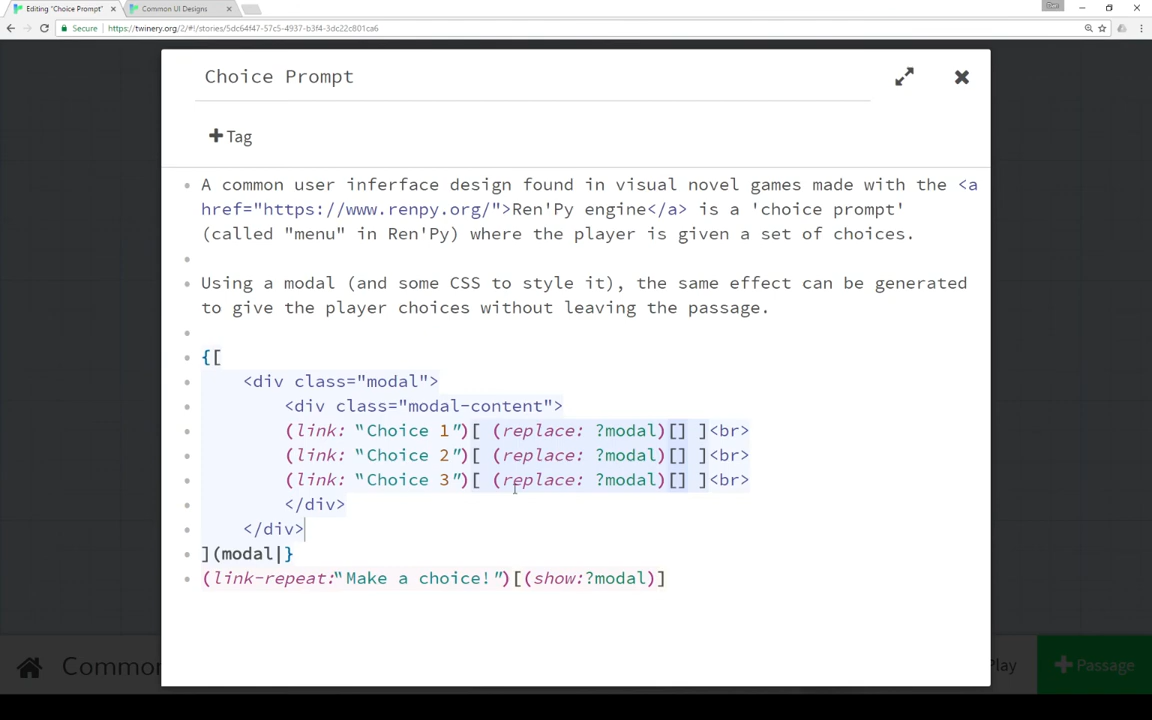 Editing "Choice Prompt"
Common UI Designs
Secure
https://twinery.org/2/#!/stories/5dc64f47-57c5-4937-b3f4-3dc22c801ca6
Choice Prompt
+ Tag
A common user inferface design found in visual novel games made with the <a
href="https://www.renpy.org/">Ren'Py engine</a> is a 'choice prompt'
(called "menu" in Ren'Py) where the player is given a set of choices.
Using a modal (and some CSS to style it), the same effect can be generated
to give the player choices without leaving the passage.
{[
<div class="modal">
<div class="modal-content">
(link: "Choice 1")[ (replace: ?modal)[] ]<br>
(link: "Choice 2")[ (replace: ?modal)[] ]<br>
(link: "Choice 3")[ (replace: ?modal)[] ]<br>
</div>
</div>
](modal|}
(link-repeat:"Make a choice!")[(show:?modal)]
Common
Play
+ Passage